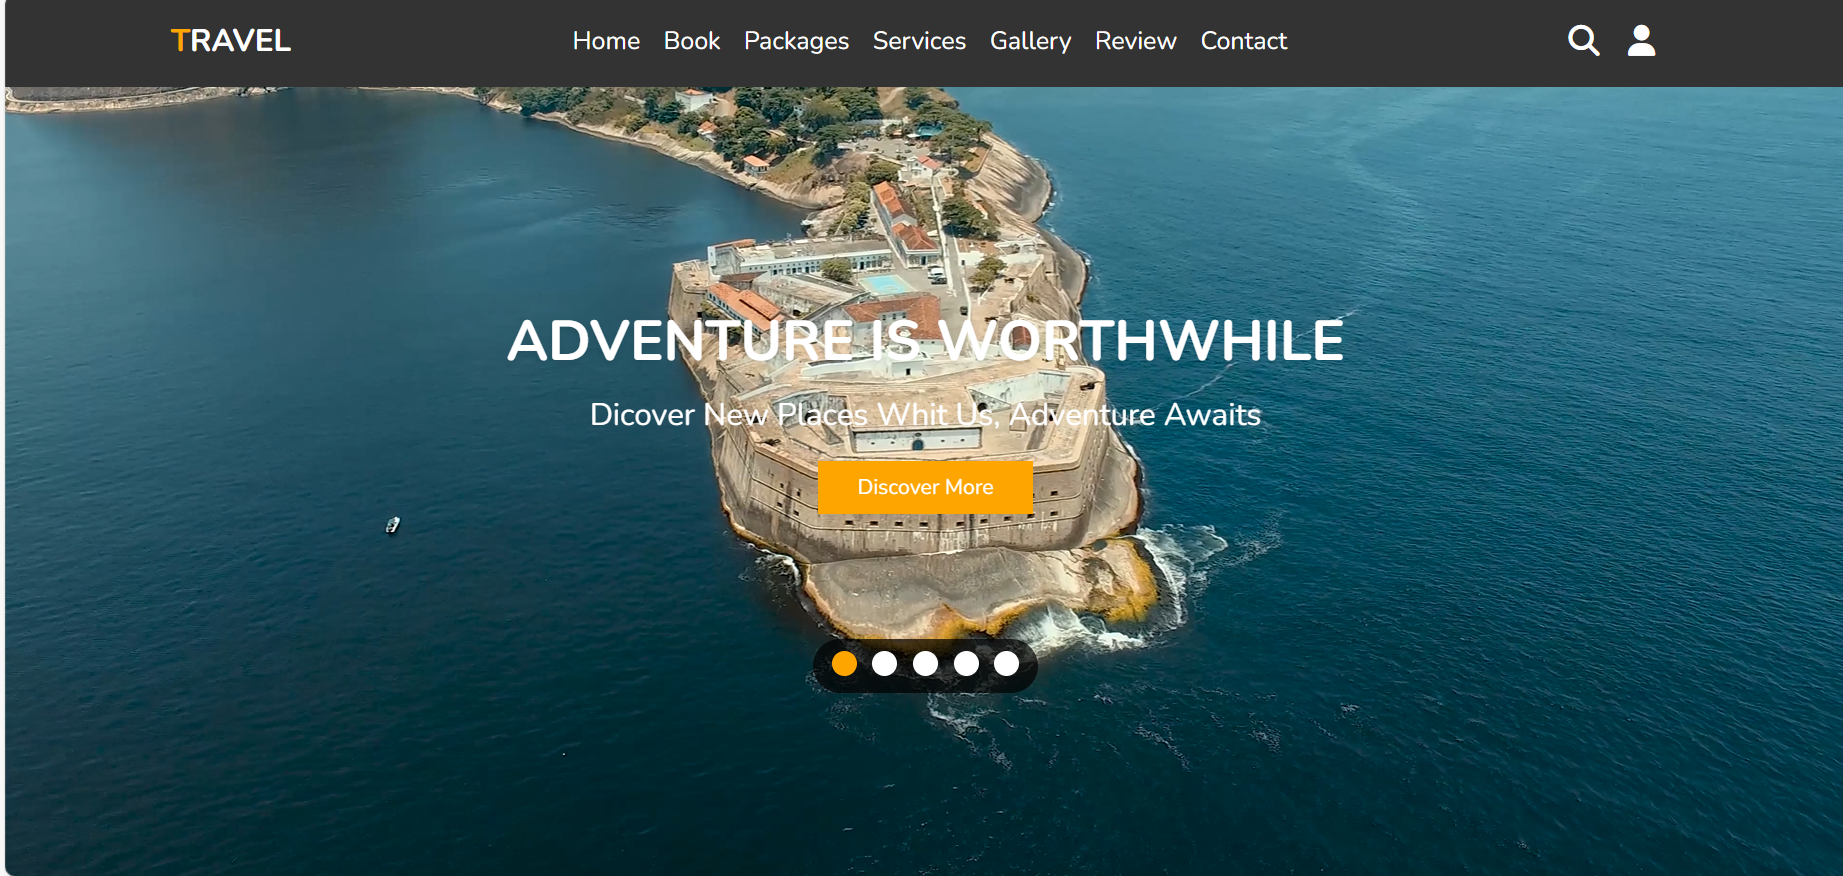 TRAVEL
Home Book Packages Services Gallery Review Contact
ADVENTURE IS WORTHWHILE
Dicover New Places Whit Us, Adventure Awaits
Discover More